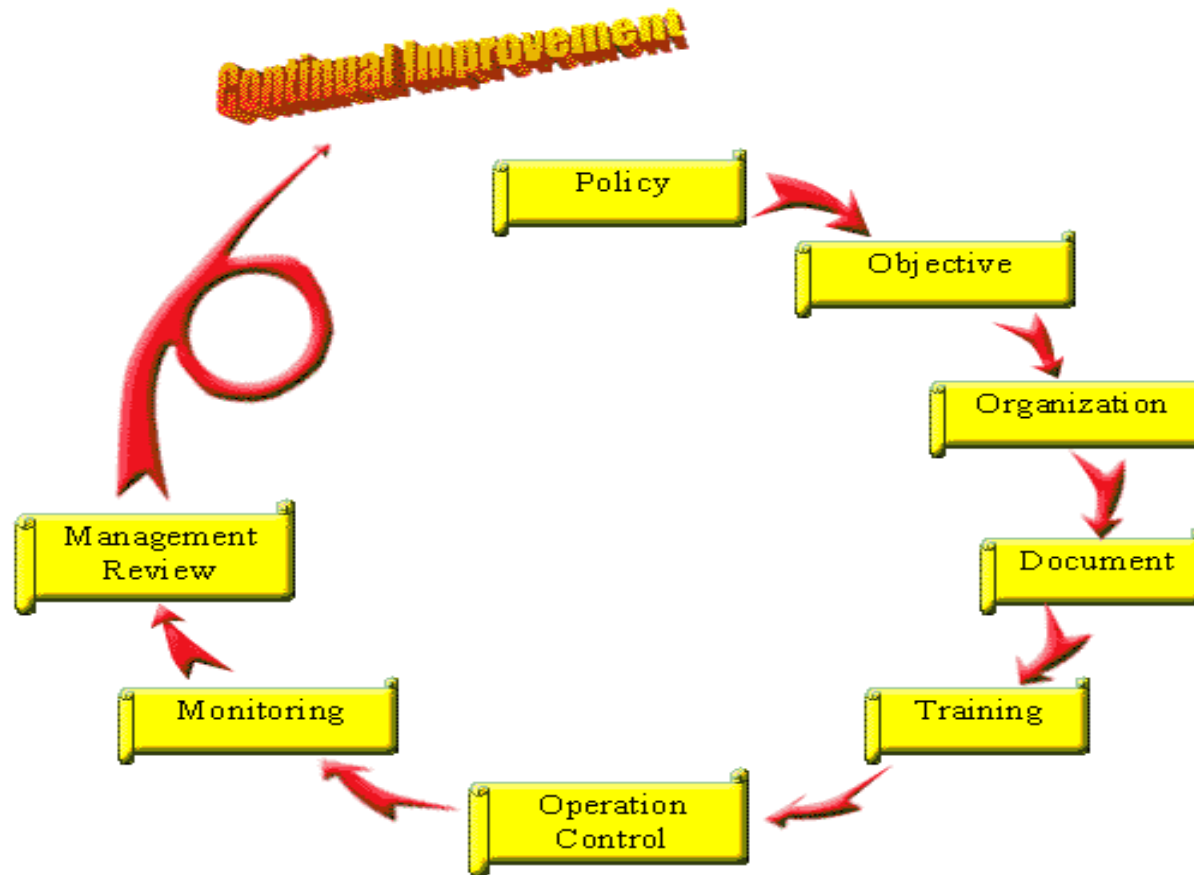 Continual Improvement
Policy
Objective
Organization
Document
Training
Operation
Control
Monitoring
Management
Review